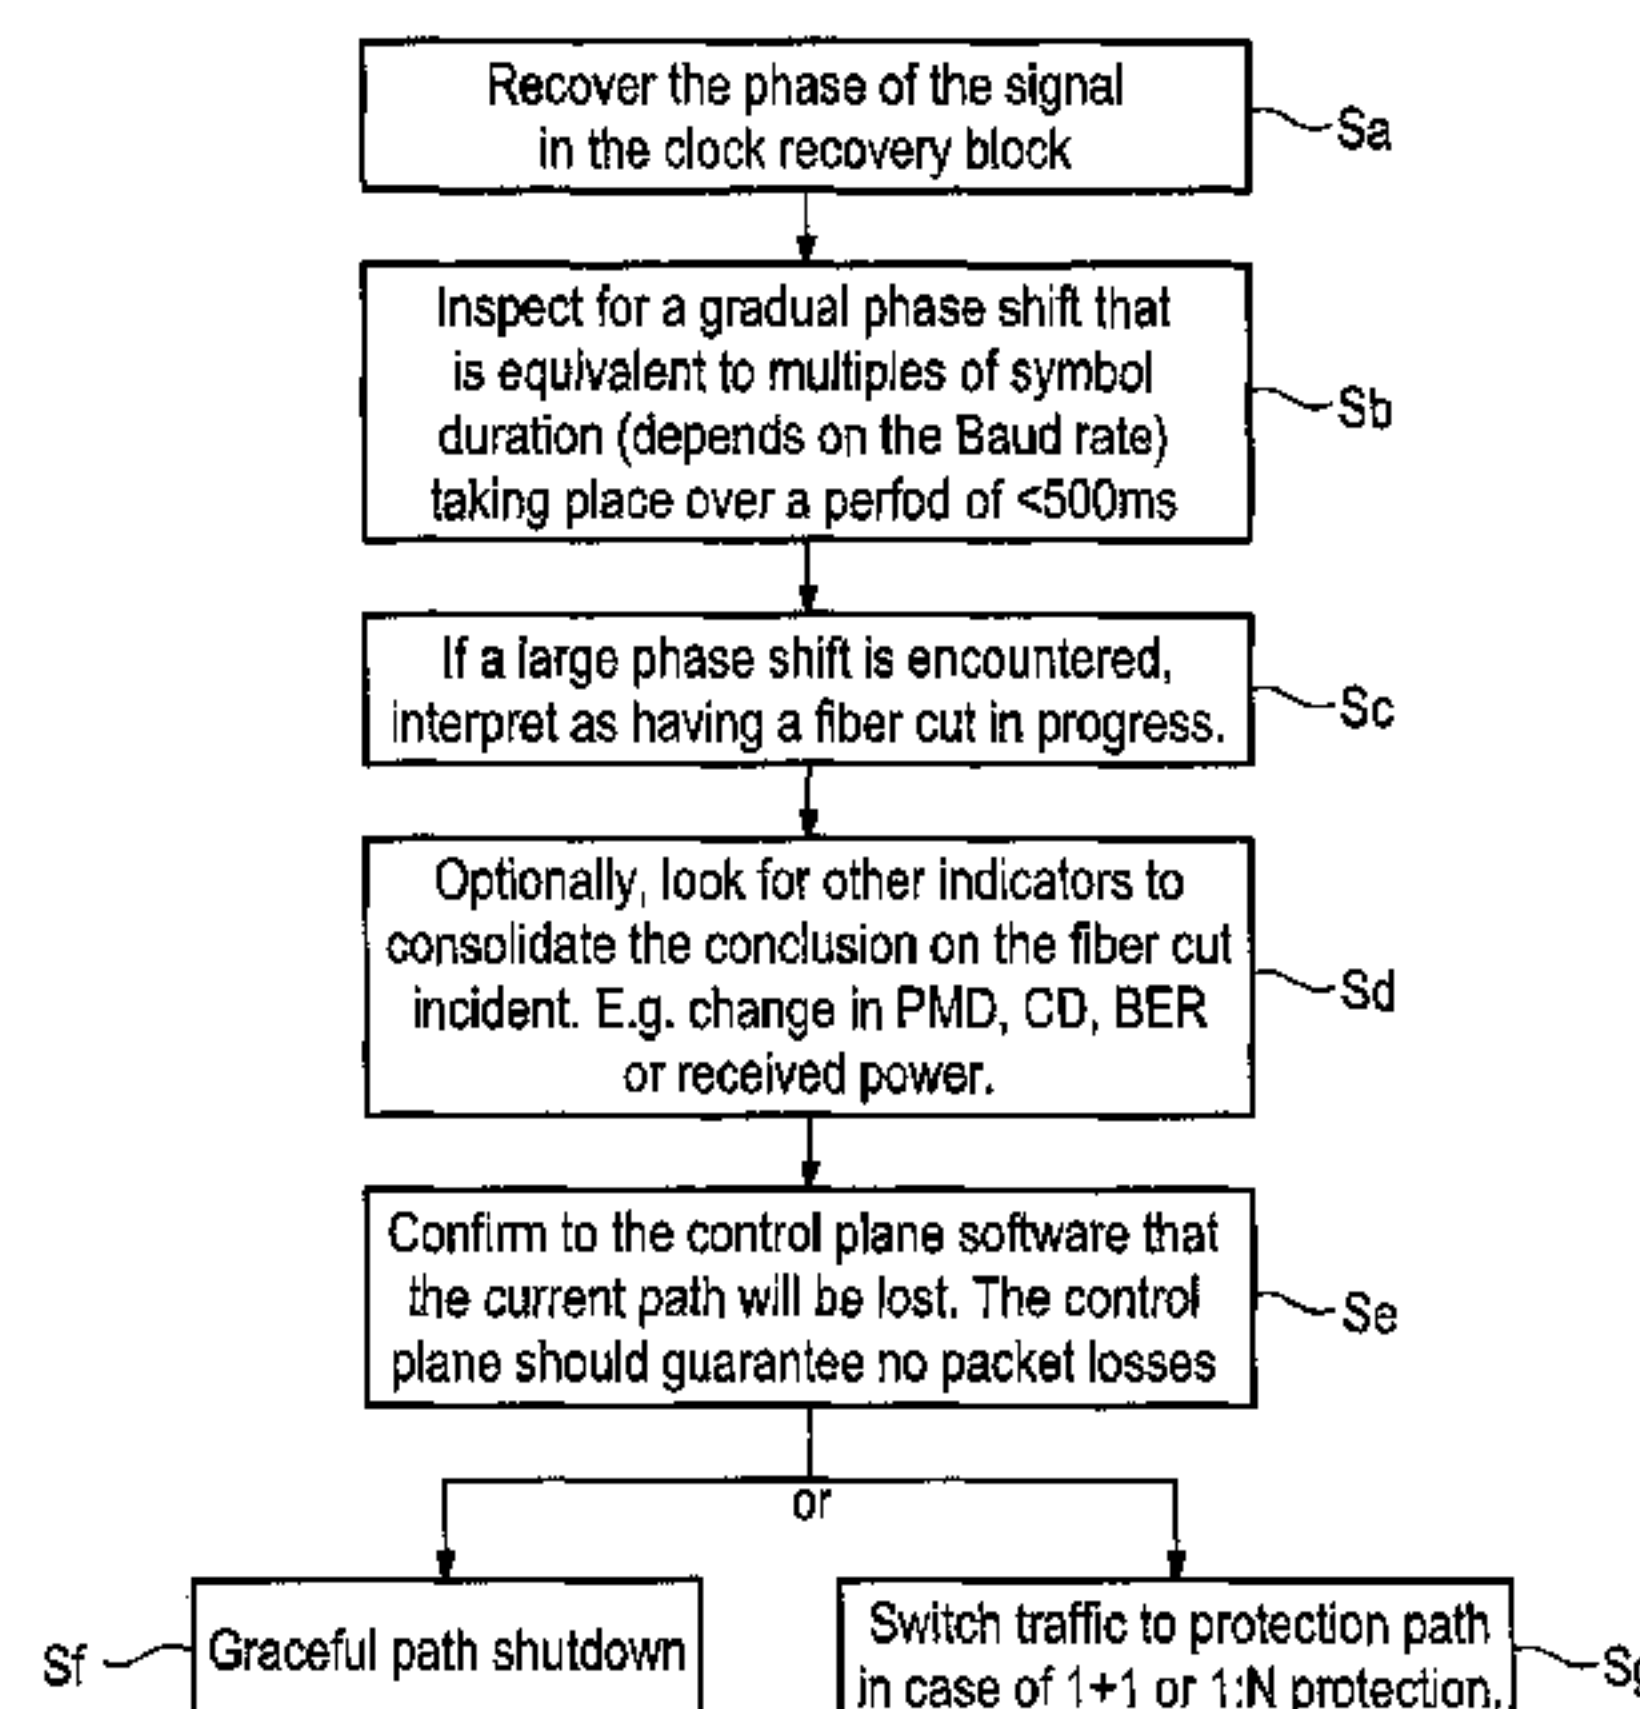 Recover the phase of the signal
in the clock recovery block
Sa
Inspect for a gradual phase shift that
is equivalent to multiples of symbol
duration (depends on the Baud rate)
taking place over a perfod of <500ms
Sb
If a large phase shift is encountered,
interpret as having a fiber cut in progress.
Sc
Optionally, look for other indicators to
consolidate the conclusion on the fiber cut
incident. E.g. change in PMD, CD, BER
or received power.
Sd
Confirm to the control plane software that
the current path will be lost. The control
plane should guarantee no packet losses
Se
or
Sf
Graceful path shutdown
Switch traffic to protection path
in case of 1+1 or 1:N protection.